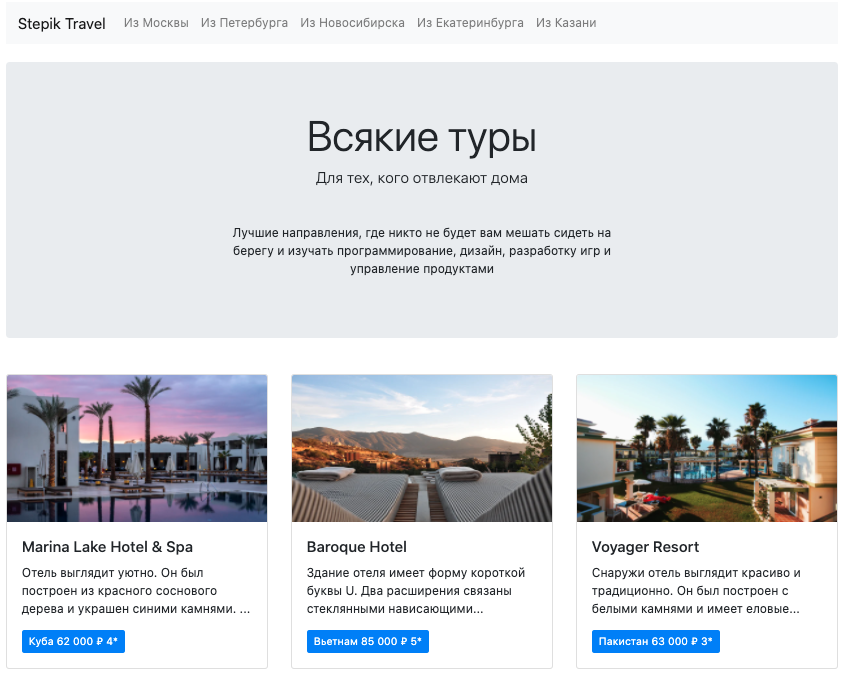 Stepik Travel Из Москвы Из Петербурга Из Новосибирска Из Екатеринбурга Из Казани
Всякие туры
Для тех, кого отвлекают дома
Лучшие направления, где никто не будет вам мешать сидеть на
берегу и изучать программирование, дизайн, разработку игр и
управление продуктами
Marina Lake Hotel & Spa
Отель выглядит уютно. Он был
построен из красного соснового
дерева и украшен синими камнями. ...
Куба 62 000 ₽ 4*
Baroque Hotel
Здание отеля имеет форму короткой
буквы U. Два расширения связаны
стеклянными нависающими...
Вьетнам 85 000 ₽ 5*
Voyager Resort
Снаружи отель выглядит красиво и
традиционно. Он был построен с
белыми камнями и имеет еловые...
Пакистан 63 000 ₽ 3*